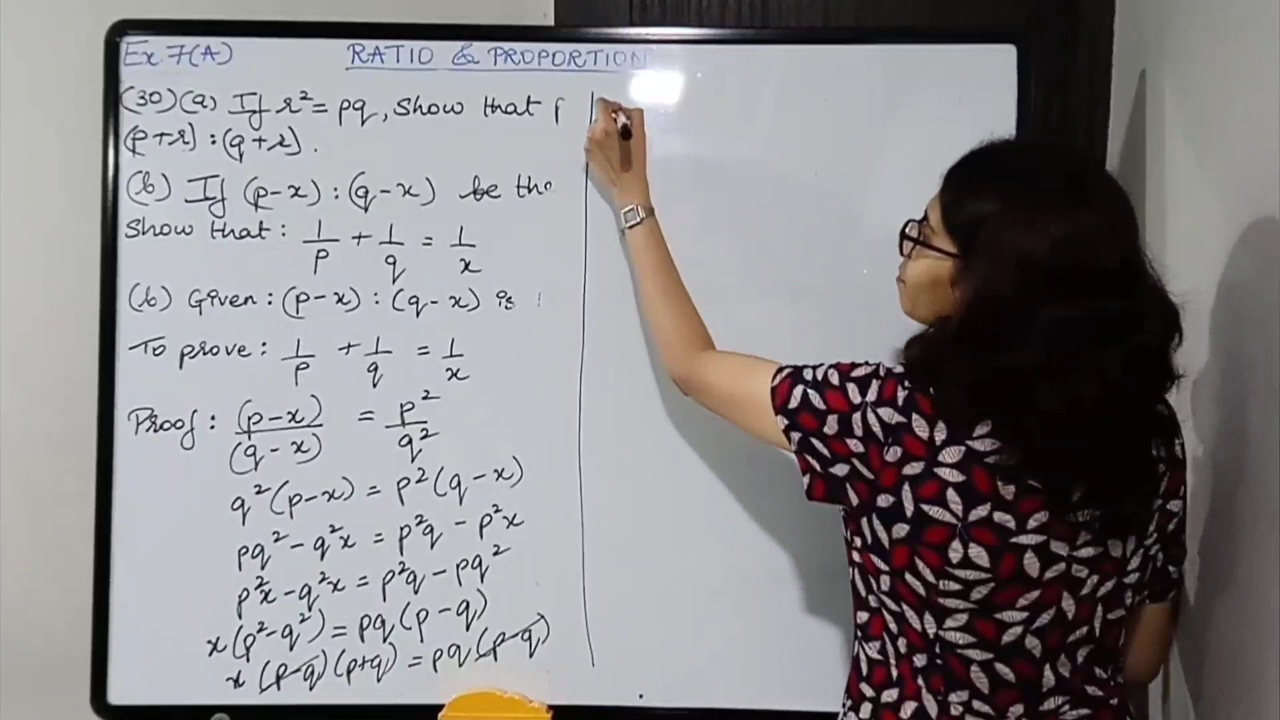 Ex. 7(A) RATIO & PROPORTION
(30) (a) If r² = pq, Show that p
(p+r) : (q+r).
(b) If (p-x) : (q-x) be the
Show that : 1/p + 1/q = 1/x
(b) Given : (p-x) : (q-x) is
To prove : 1/p + 1/q = 1/x
Proof : (p-x)/(q-x) = p²/q²
q²(p-x) = p²(q-x)
pq² - q²x = p²q - p²x
p²x - q²x = p²q - pq²
x(p²-q²) = pq(p-q)
x(p-q)(p+q) = pq(p-q)